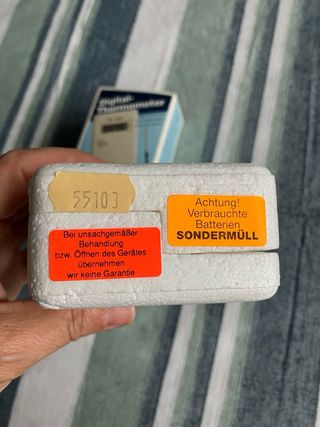 Digital-
Thermometer
55103
Achtung!
Verbrauchte
Batterien
SONDERMÜLL
Bei unsachgemäßer
Behandlung
bzw. Öffnen des Gerätes
übernehmen
wir keine Garantie